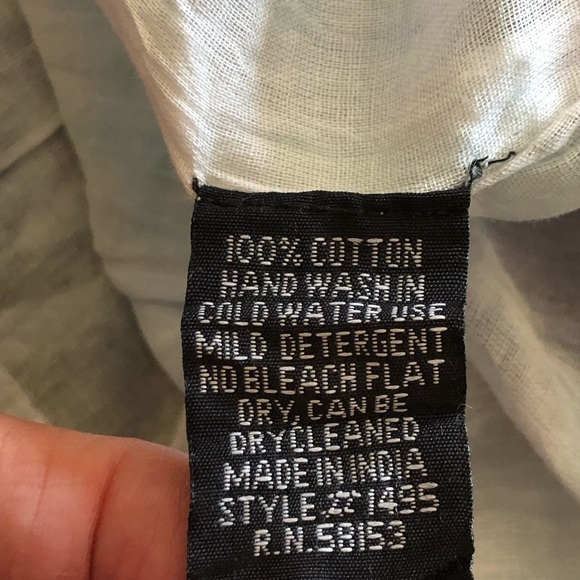 100% COTTON
HAND WASH IN
COLD WATER USE
MILD DETERGENT
NO BLEACH FLAT
DRY, CAN BE
DRYCLEANED
MADE IN INDIA
STYLE # 1495
R.N. 58153